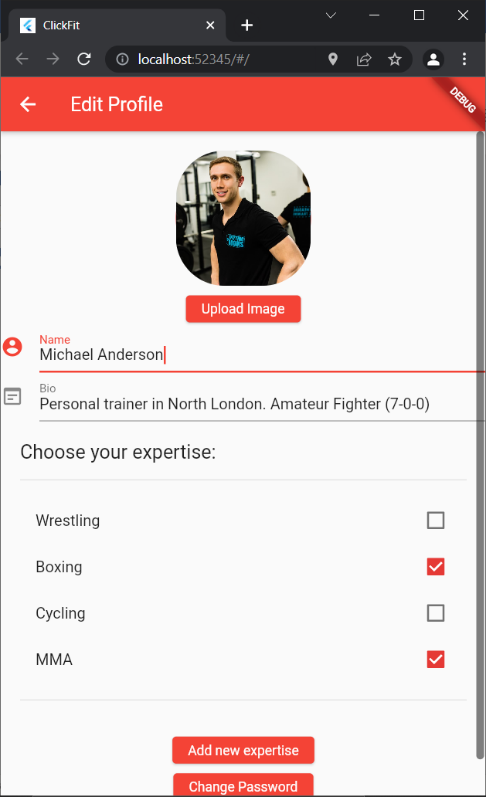 ClickFit
localhost:52345/#/
Edit Profile
DEBUG
Upload Image
Name
Michael Anderson
Bio
Personal trainer in North London. Amateur Fighter (7-0-0)
Choose your expertise:
Wrestling
Boxing
Cycling
MMA
Add new expertise
Change Password